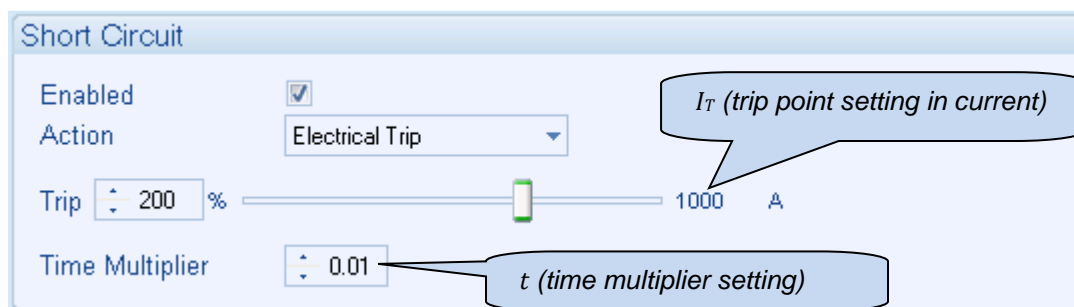 Short Circuit
Enabled
Action Electrical Trip
IT (trip point setting in current)
Trip 200 % 1000 A
Time Multiplier 0.01
t (time multiplier setting)